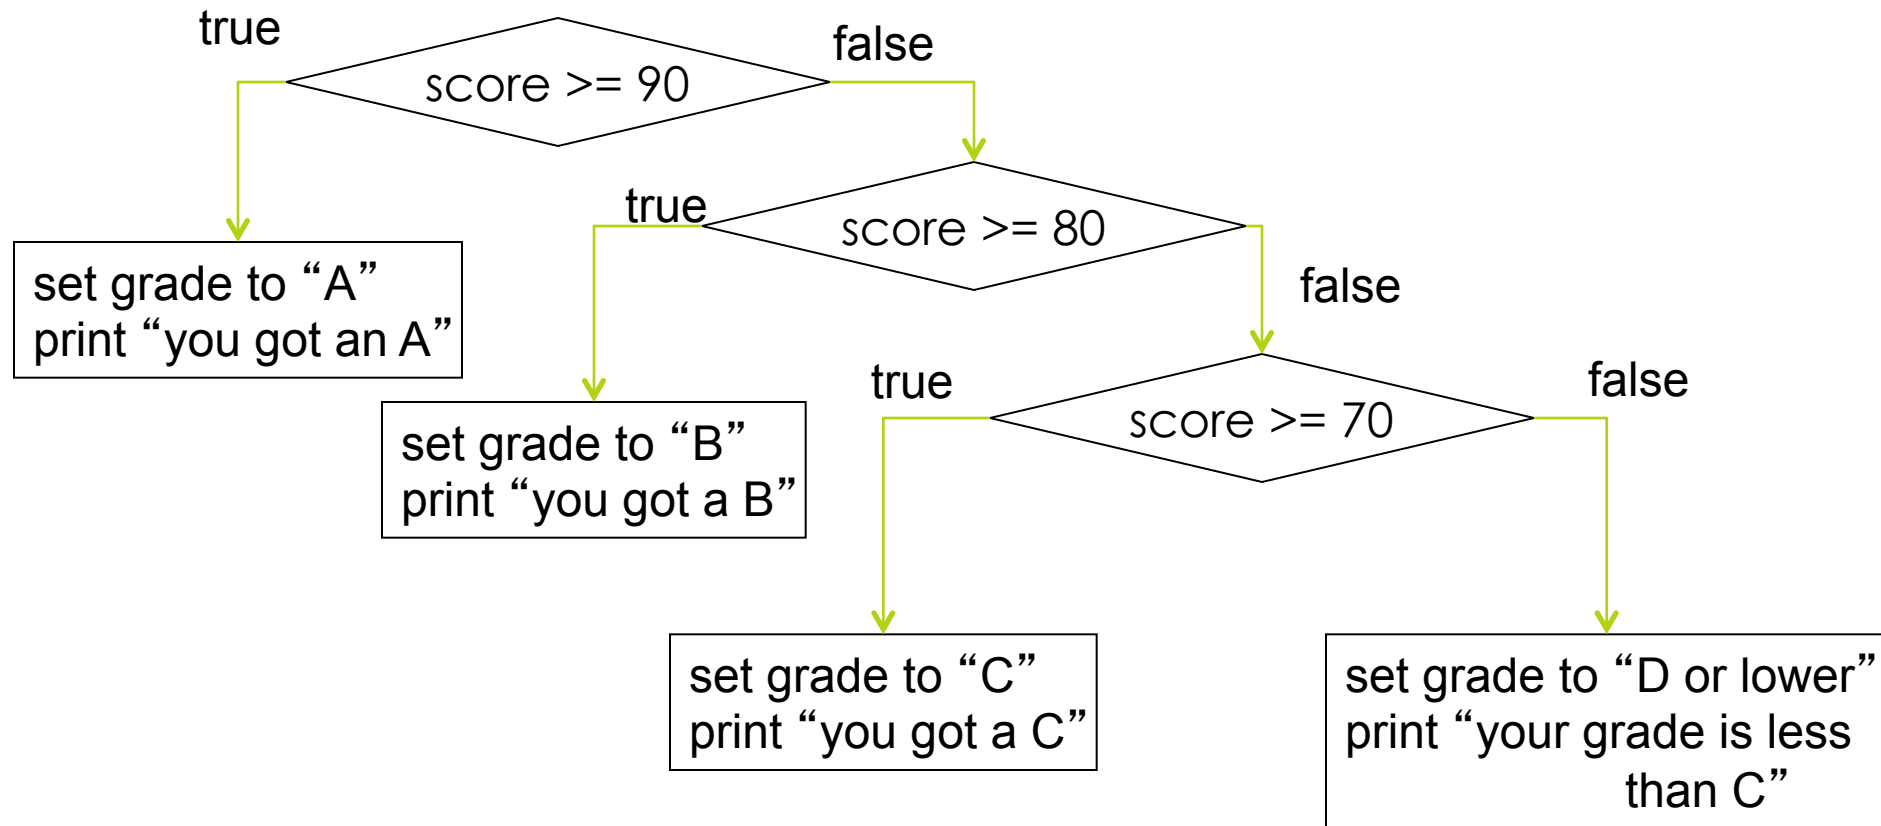 true
score >= 90
false
true
score >= 80
false
set grade to “A”
print “you got an A”
true
score >= 70
false
set grade to “B”
print “you got a B”
set grade to “C”
print “you got a C”
set grade to “D or lower”
print “your grade is less
than C”